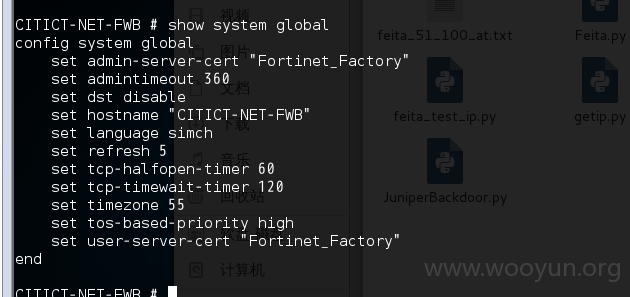 CITICT-NET-FWB # show system global
config system global
set admin-server-cert "Fortinet_Factory"
set admintimeout 360
set dst disable
set hostname "CITICT-NET-FWB"
set language simch
set refresh 5
set tcp-halfopen-timer 60
set tcp-timewait-timer 120
set timezone 55
set tos-based-priority high
set user-server-cert "Fortinet_Factory"
end
CITICT-NET-FWB #
视频
图片
文档
下载
音乐
回收站
计算机
feita_51_100_at.txt
Feita.py
feita_test_ip.py
getip.py
JuniperBackdoor.py
www.wooyun.org